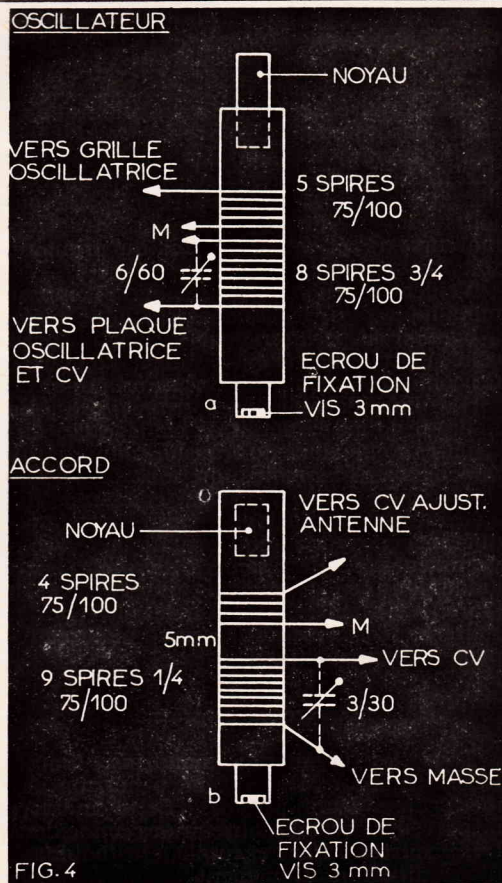 OSCILLATEUR
NOYAU
VERS GRILLE
OSCILLATRICE
5 SPIRES
75/100
M
6/60
8 SPIRES 3/4
75/100
VERS PLAQUE
OSCILLATRICE
ET CV
ECROU DE
FIXATION
VIS 3mm
a
ACCORD
VERS CV AJUST.
ANTENNE
NOYAU
4 SPIRES
75/100
M
5mm
VERS CV
9 SPIRES 1/4
75/100
3/30
VERS MASSE
b
ECROU DE
FIXATION
VIS 3 mm
FIG. 4